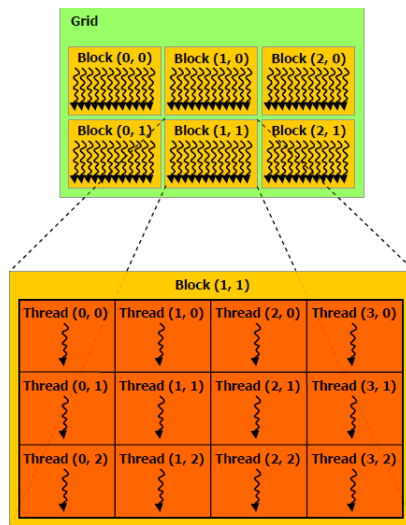 Grid
Block (0, 0) Block (1, 0) Block (2, 0)
Block (0, 1) Block (1, 1) Block (2, 1)
Block (1, 1)
Thread (0, 0) Thread (1, 0) Thread (2, 0) Thread (3, 0)
Thread (0, 1) Thread (1, 1) Thread (2, 1) Thread (3, 1)
Thread (0, 2) Thread (1, 2) Thread (2, 2) Thread (3, 2)